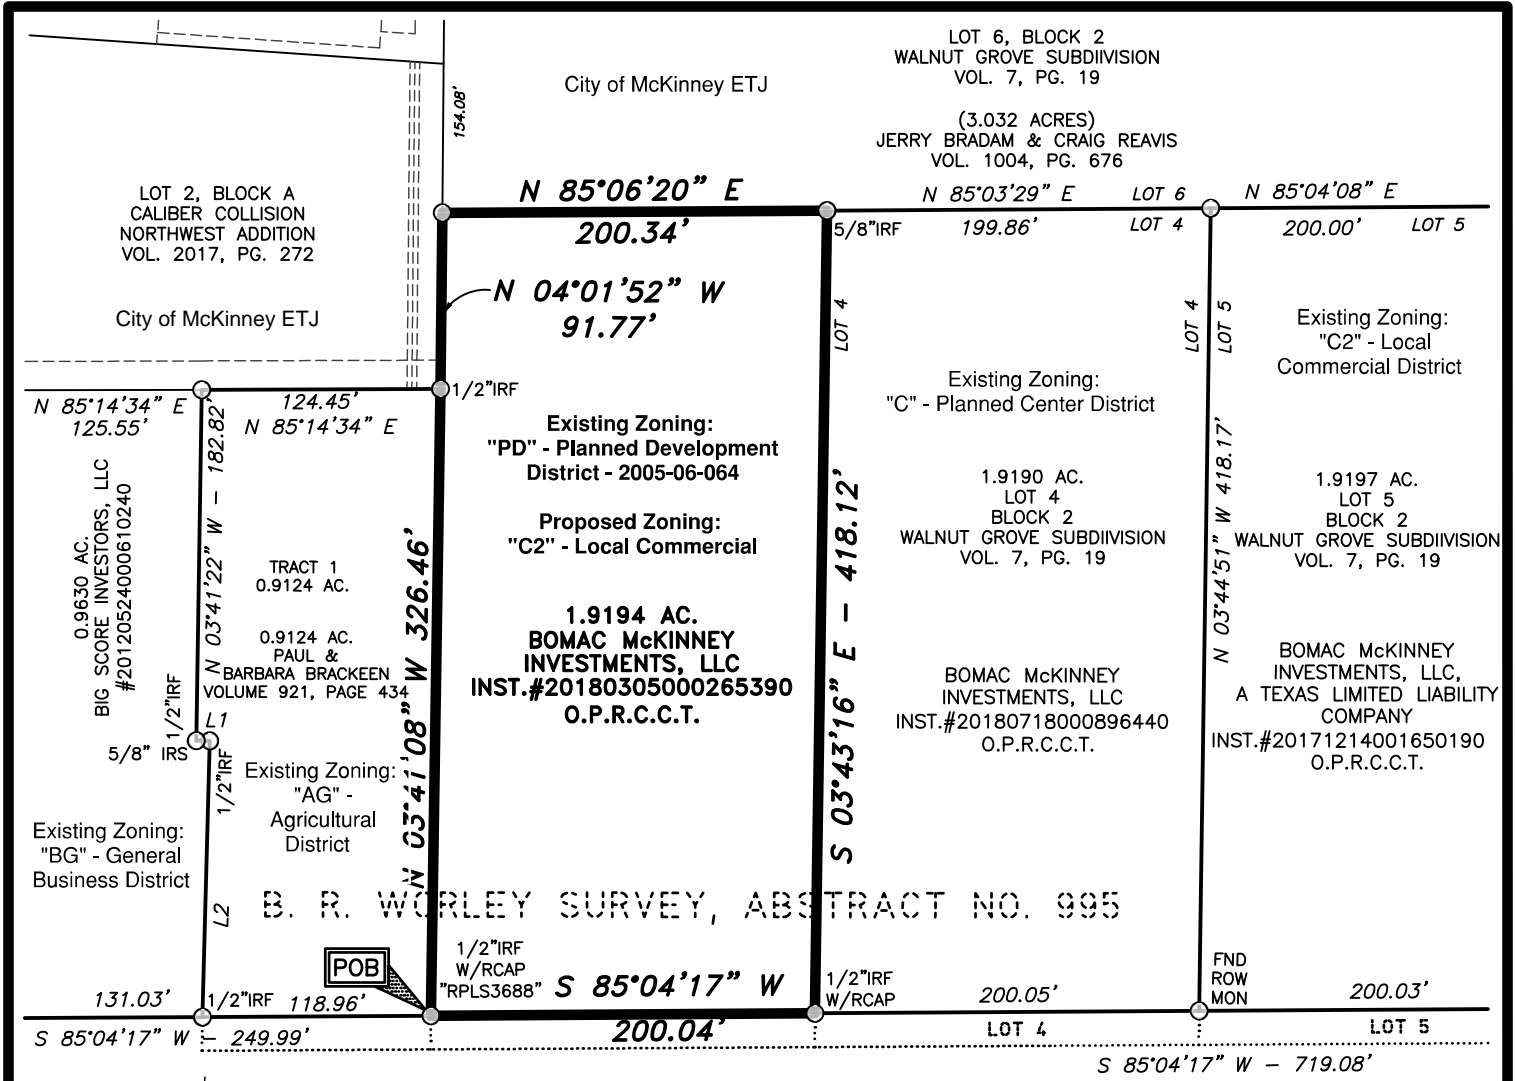 LOT 6, BLOCK 2
WALNUT GROVE SUBDIIVISION
VOL. 7, PG. 19
(3.032 ACRES)
JERRY BRADAM & CRAIG REAVIS
VOL. 1004, PG. 676
City of McKinney ETJ
154.08'
LOT 2, BLOCK A
CALIBER COLLISION
NORTHWEST ADDITION
VOL. 2017, PG. 272
City of McKinney ETJ
N 85°06'20" E
200.34'
N 85°03'29" E
LOT 6
N 85°04'08" E
5/8"IRF
199.86'
LOT 4
200.00'
LOT 5
N 04°01'52" W
91.77'
LOT 4
LOT 4
LOT 5
Existing Zoning:
"C2" - Local
Commercial District
1/2"IRF
N 85°14'34" E
125.55'
124.45'
N 85°14'34" E
Existing Zoning:
"PD" - Planned Development
District - 2005-06-064
Proposed Zoning:
"C2" - Local Commercial
Existing Zoning:
"C" - Planned Center District
0.9630 AC.
BIG SCORE INVESTORS, LLC
#20120524000610240
N 03°41'22" W - 182.82'
TRACT 1
0.9124 AC.
0.9124 AC.
PAUL &
BARBARA BRACKEEN
VOLUME 921, PAGE 434
N 03°41'08" W 326.46'
1.9194 AC.
BOMAC McKINNEY
INVESTMENTS, LLC
INST.#20180305000265390
O.P.R.C.C.T.
S 03°43'16" E - 418.12'
1.9190 AC.
LOT 4
BLOCK 2
WALNUT GROVE SUBDIIVISION
VOL. 7, PG. 19
BOMAC McKINNEY
INVESTMENTS, LLC
INST.#20180718000896440
O.P.R.C.C.T.
N 03°44'51" W 418.17'
1.9197 AC.
LOT 5
BLOCK 2
WALNUT GROVE SUBDIIVISION
VOL. 7, PG. 19
BOMAC McKINNEY
INVESTMENTS, LLC,
A TEXAS LIMITED LIABILITY
COMPANY
INST.#20171214001650190
O.P.R.C.C.T.
1/2"IRF
L1
5/8" IRS
1/2"IRF
Existing Zoning:
"AG" -
Agricultural
District
Existing Zoning:
"BG" - General
Business District
L2
B. R. WORLEY SURVEY, ABSTRACT NO. 995
POB
1/2"IRF
W/RCAP
"RPLS3688"
S 85°04'17" W
200.04'
1/2"IRF
W/RCAP
FND
ROW
MON
131.03'
1/2"IRF
118.96'
200.05'
200.03'
S 85°04'17" W - 249.99'
LOT 4
LOT 5
S 85°04'17" W - 719.08'